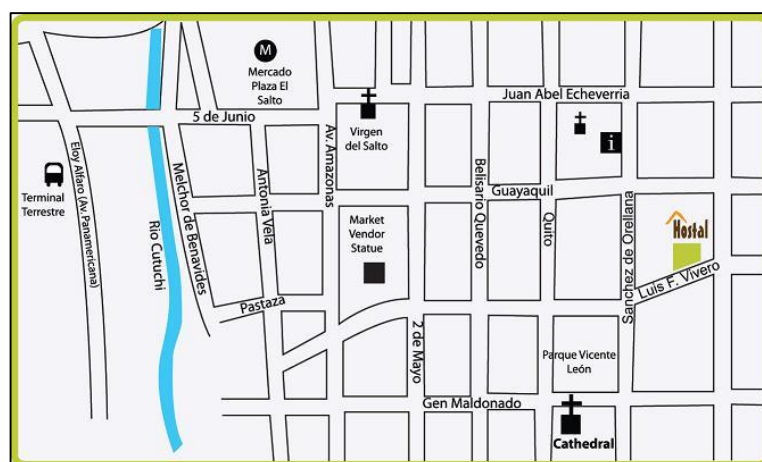 M
Mercado
Plaza El
Salto
Juan Abel Echeverria
5 de Junio
Virgen
del Salto
i
Terminal
Terrestre
Eloy Alfaro (Av. Panamericana)
Rio Cutuchi
Melchor de Benavides
Antonia Vela
Av. Amazonas
Market
Vendor
Statue
Belisario Quevedo
Guayaquil
Quito
Sanchez de Orellana
Hostal
Luis F. Vivero
Pastaza
2 de Mayo
Parque Vicente
León
Gen Maldonado
Cathedral